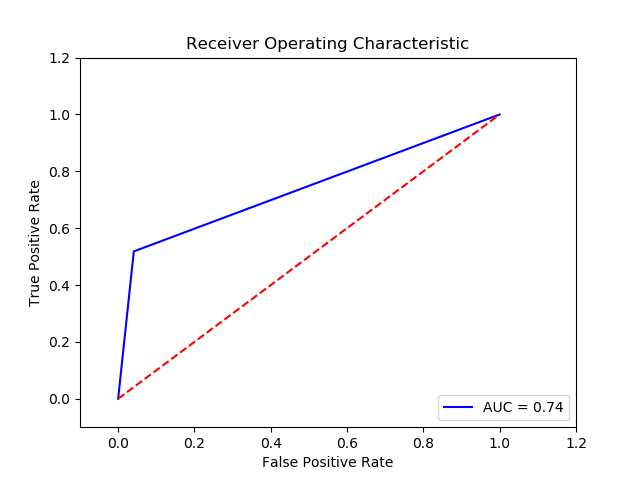 Receiver Operating Characteristic
1.2
1.0
0.8
0.6
0.4
0.2
0.0
True Positive Rate
AUC = 0.74
0.0 0.2 0.4 0.6 0.8 1.0 1.2
False Positive Rate